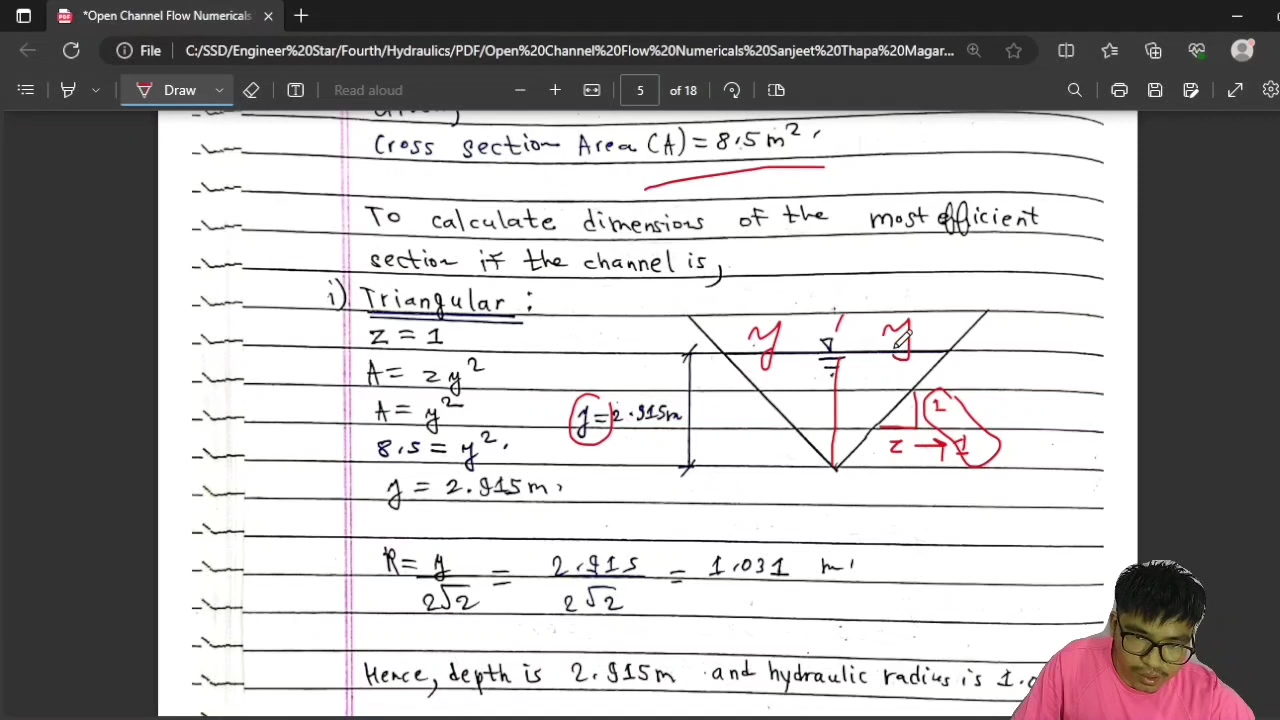 *Open Channel Flow Numericals
File C:/SSD/Engineer%20Star/Fourth/Hydraulics/PDF/Open%20Channel%20Flow%20Numericals%20Sanjeet%20Thapa%20Magar...
Draw Read aloud 5 of 18
Cross section Area (A) = 8.5 m².
To calculate dimensions of the most efficient
section if the channel is,
i) Triangular :
z = 1
A = zy²
A = y²
8.5 = y².
y = 2.915m.
y y
y = 2.915m
1
z → 1
R = y/2√2 = 2.915/2√2 = 1.031 m.
Hence, depth is 2.915m and hydraulic radius is 1.0